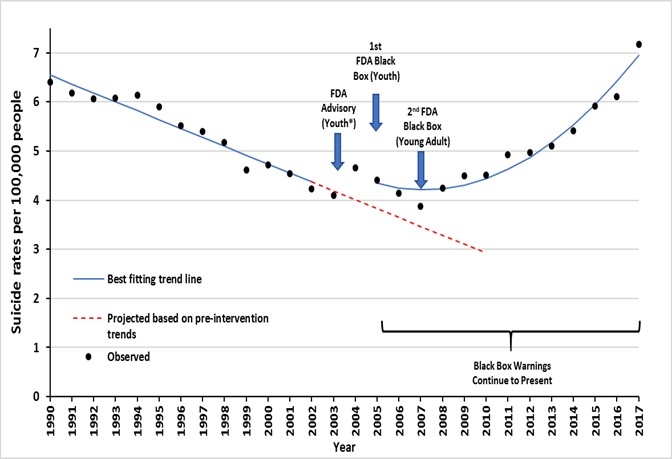 Suicide rates per 100,000 people
7
6
5
4
3
2
1
0
1st
FDA Black
Box (Youth)
FDA
Advisory
(Youth*)
2nd FDA
Black Box
(Young Adult)
Best fitting trend line
Projected based on pre-intervention
trends
Observed
Black Box Warnings
Continue to Present
1990
1991
1992
1993
1994
1995
1996
1997
1998
1999
2000
2001
2002
2003
2004
2005
2006
2007
2008
2009
2010
2011
2012
2013
2014
2015
2016
2017
Year